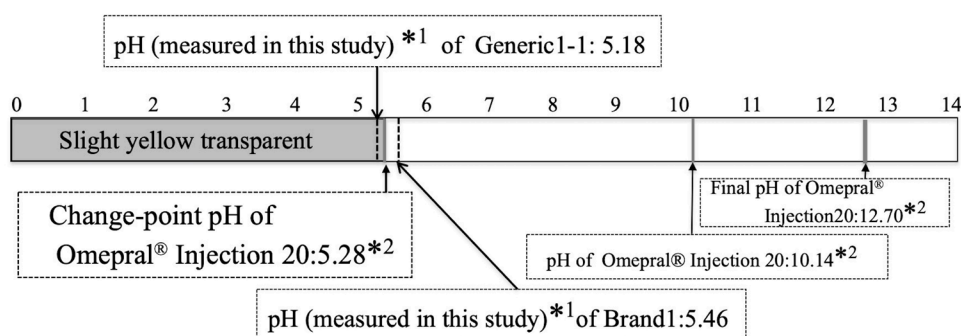 pH (measured in this study) *1 of Generic1-1: 5.18
0 1 2 3 4 5 6 7 8 9 10 11 12 13 14
Slight yellow transparent
Change-point pH of
Omepral® Injection 20:5.28*2
Final pH of Omepral®
Injection20:12.70*2
pH of Omepral® Injection 20:10.14*2
pH (measured in this study)*1 of Brand1:5.46